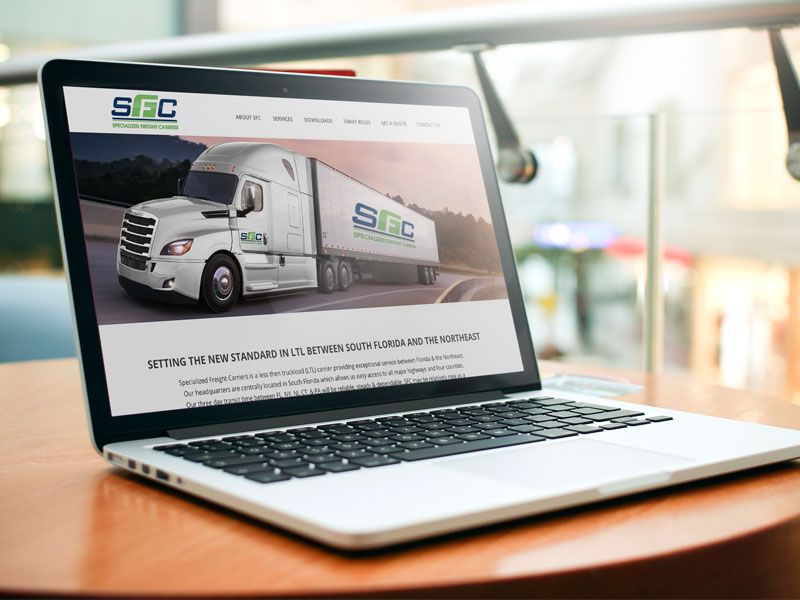 SFC
SPECIALIZED FREIGHT CARRIERS
ABOUT SFC SERVICES DOWNLOADS TARIFF RULES GET A QUOTE CONTACT US
SFC
SPECIALIZED FREIGHT CARRIERS
SFC
SETTING THE NEW STANDARD IN LTL BETWEEN SOUTH FLORIDA AND THE NORTHEAST
Specialized Freight Carriers is a less then truckload (LTL) carrier providing exceptional service between Florida & the Northeast.
Our headquarters are centrally located in South Florida which allows us easy access to all major highways and four counties.
Our three day transit time between FL, NY, NJ, CT, & PA will be reliable, steady & dependable. SFC may be relatively new as a